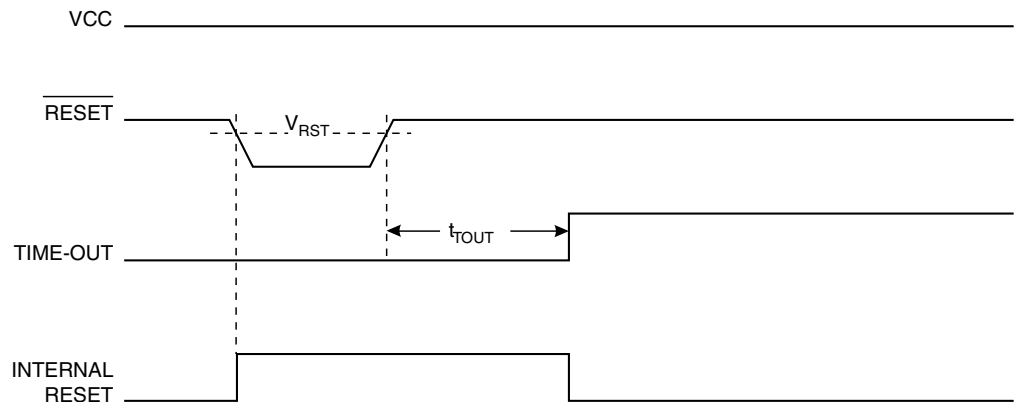 VCC
RESET
VRST
tTOUT
TIME-OUT
INTERNAL
RESET